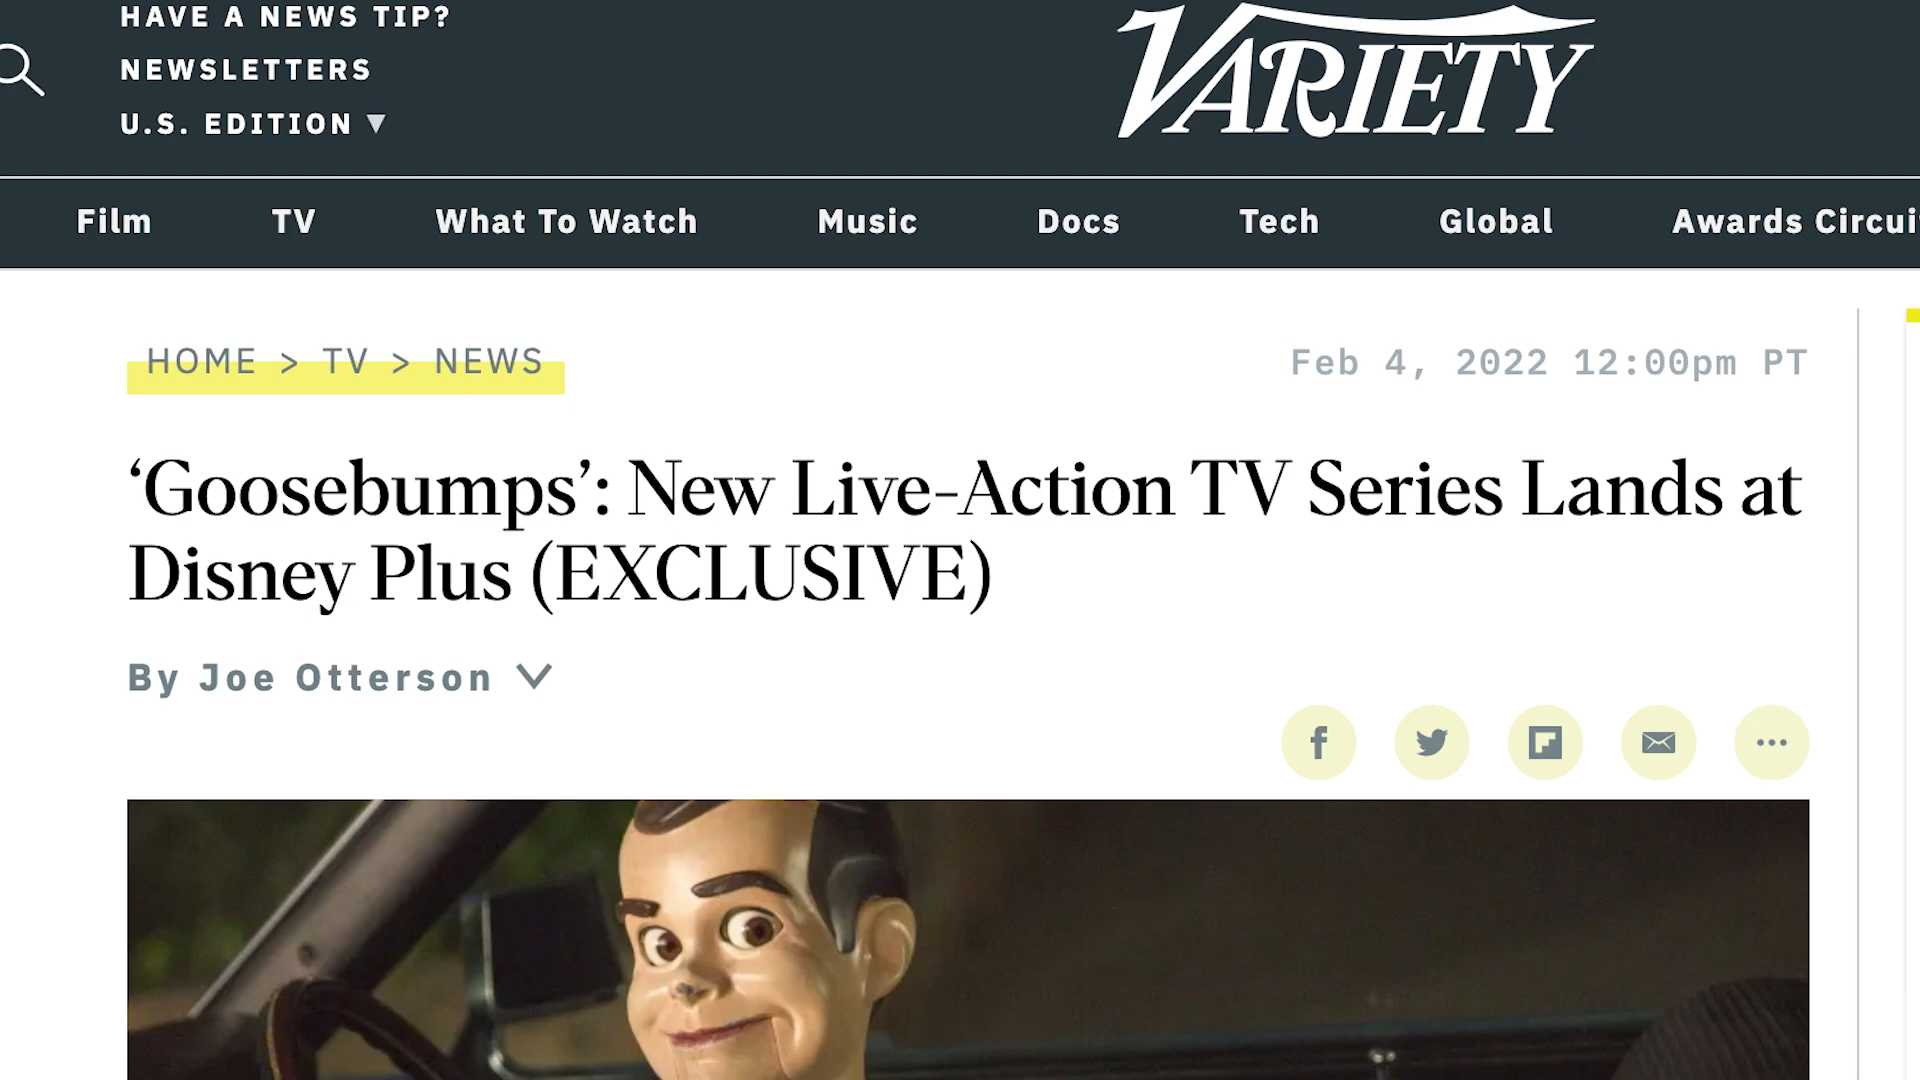 HAVE A NEWS TIP?
NEWSLETTERS
U.S. EDITION ▼
VARIETY
Film TV What To Watch Music Docs Tech Global Awards Circui
HOME > TV > NEWS
Feb 4, 2022 12:00pm PT
‘Goosebumps’: New Live-Action TV Series Lands at
Disney Plus (EXCLUSIVE)
By Joe Otterson